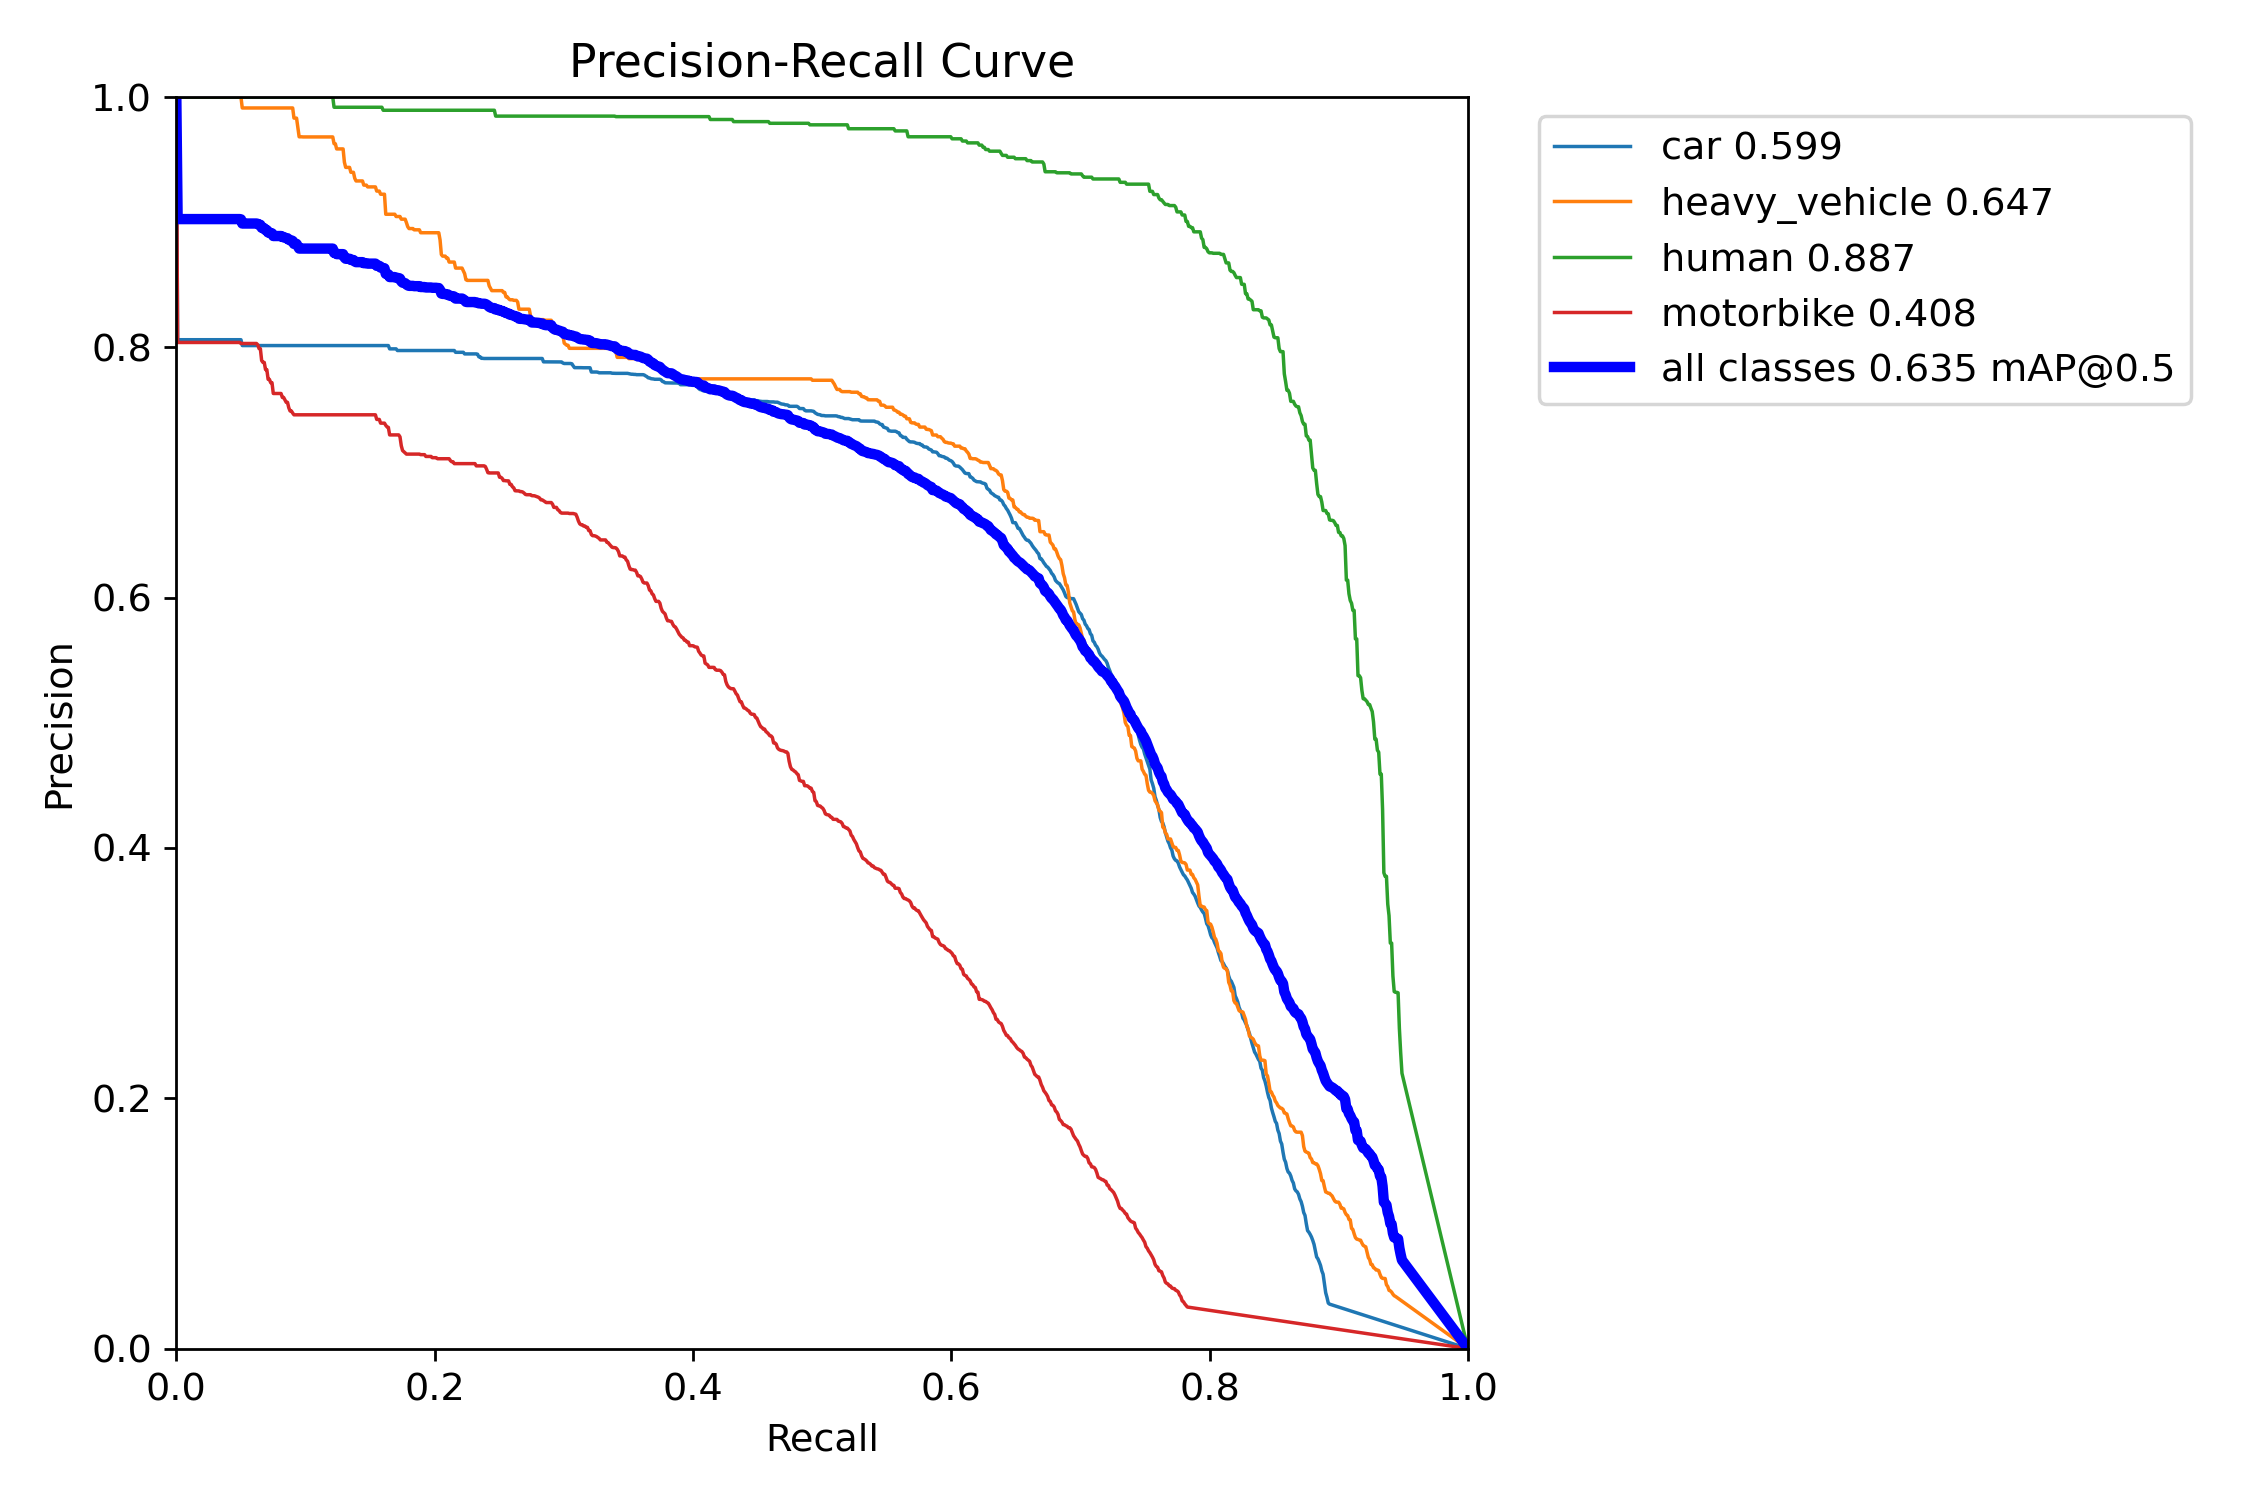 Precision-Recall Curve
1.0
0.8
0.6
0.4
0.2
0.0
Precision
0.0 0.2 0.4 0.6 0.8 1.0
Recall
car 0.599
heavy_vehicle 0.647
human 0.887
motorbike 0.408
all classes 0.635 mAP@0.5